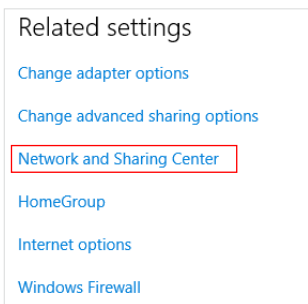 Related settings
Change adapter options
Change advanced sharing options
Network and Sharing Center
HomeGroup
Internet options
Windows Firewall